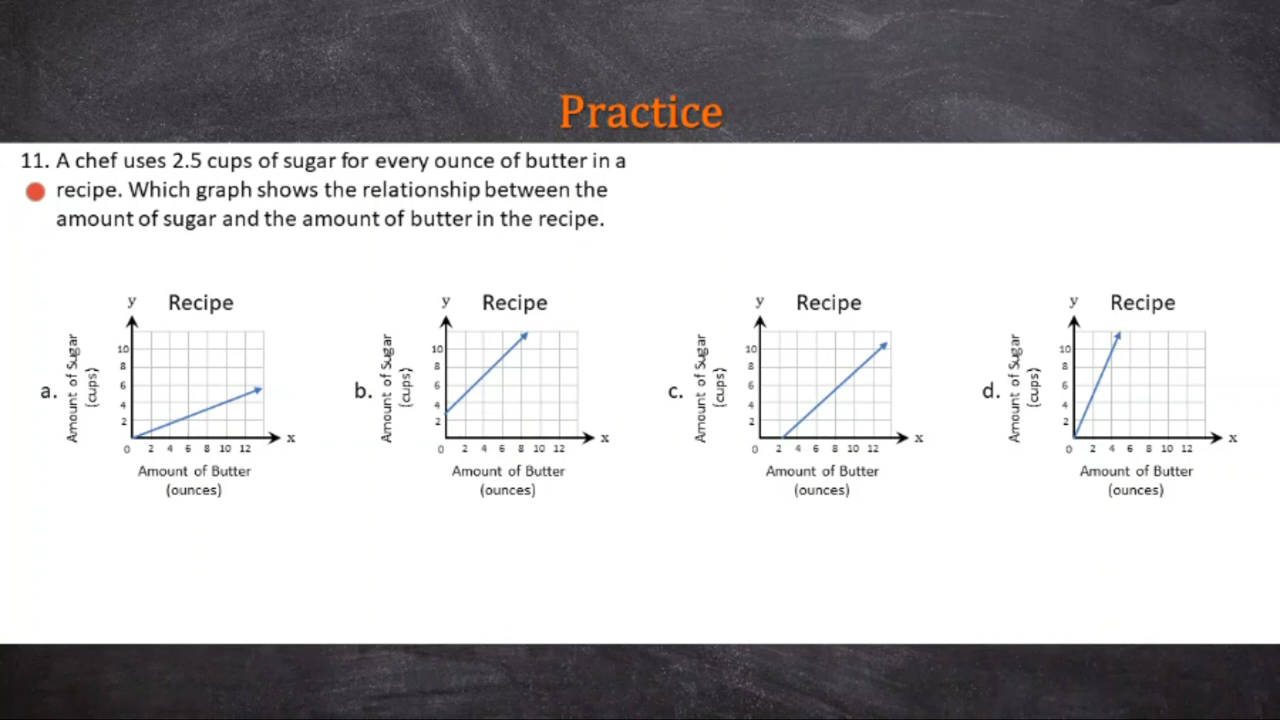 Practice
11. A chef uses 2.5 cups of sugar for every ounce of butter in a
recipe. Which graph shows the relationship between the
amount of sugar and the amount of butter in the recipe.
a.
y
Recipe
Amount of Sugar
(cups)
10
8
6
4
2
0 2 4 6 8 10 12
x
Amount of Butter
(ounces)
b.
y
Recipe
Amount of Sugar
(cups)
10
8
6
4
2
0 2 4 6 8 10 12
x
Amount of Butter
(ounces)
c.
y
Recipe
Amount of Sugar
(cups)
10
8
6
4
2
0 2 4 6 8 10 12
x
Amount of Butter
(ounces)
d.
y
Recipe
Amount of Sugar
(cups)
10
8
6
4
2
0 2 4 6 8 10 12
x
Amount of Butter
(ounces)